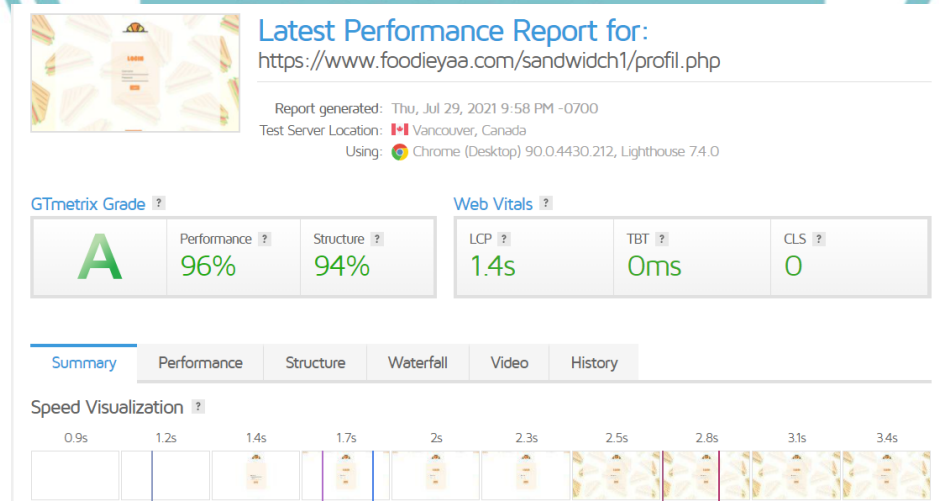 Latest Performance Report for:
https://www.foodieyaa.com/sandwidch1/profil.php
Report generated: Thu, Jul 29, 2021 9:58 PM -0700
Test Server Location: Vancouver, Canada
Using: Chrome (Desktop) 90.0.4430.212, Lighthouse 7.4.0
GTmetrix Grade ?
Web Vitals ?
A
Performance ?
96%
Structure ?
94%
LCP ?
1.4s
TBT ?
0ms
CLS ?
0
Summary Performance Structure Waterfall Video History
Speed Visualization ?
0.9s 1.2s 1.4s 1.7s 2s 2.3s 2.5s 2.8s 3.1s 3.4s